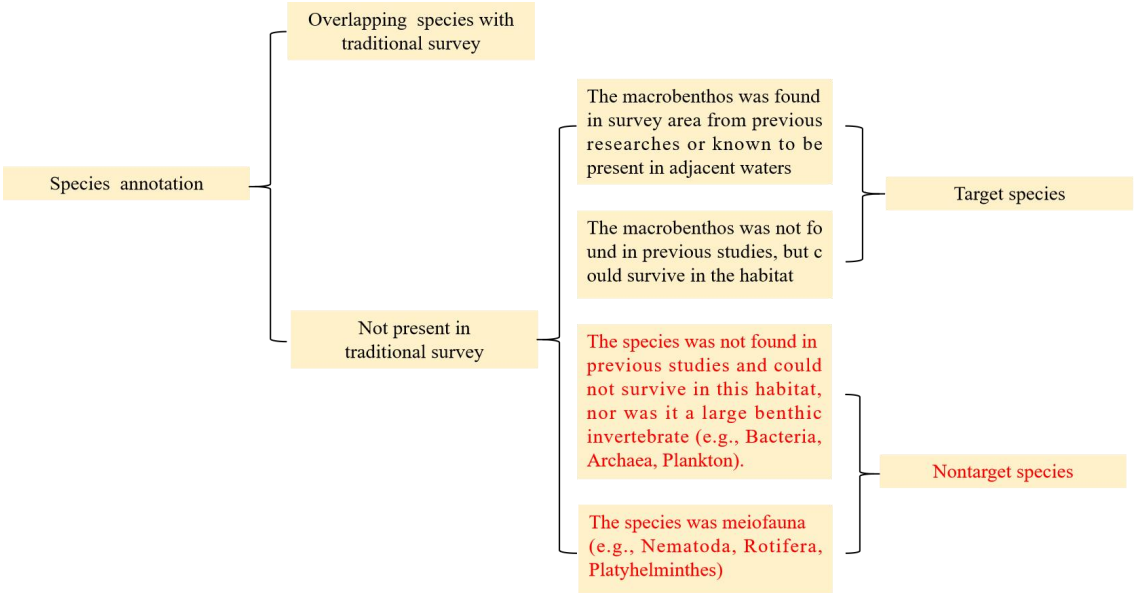 Overlapping species with
traditional survey
Species annotation
Not present in
traditional survey
The macrobenthos was found
in survey area from previous
researches or known to be
present in adjacent waters
The macrobenthos was not fo
und in previous studies, but c
ould survive in the habitat
The species was not found in
previous studies and could
not survive in this habitat,
nor was it a large benthic
invertebrate (e.g., Bacteria,
Archaea, Plankton).
The species was meiofauna
(e.g., Nematoda, Rotifera,
Platyhelminthes)
Target species
Nontarget species